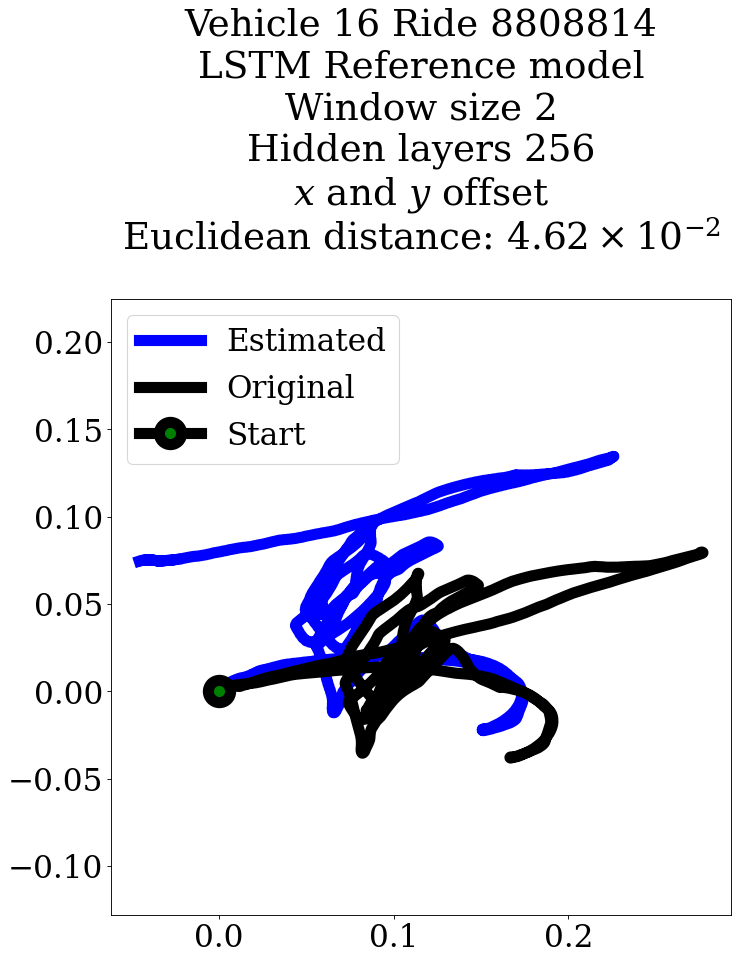 Vehicle 16 Ride 8808814
LSTM Reference model
Window size 2
Hidden layers 256
x and y offset
Euclidean distance: 4.62 × 10⁻²
Estimated
Original
Start
0.20
0.15
0.10
0.05
0.00
−0.05
−0.10
0.0 0.1 0.2